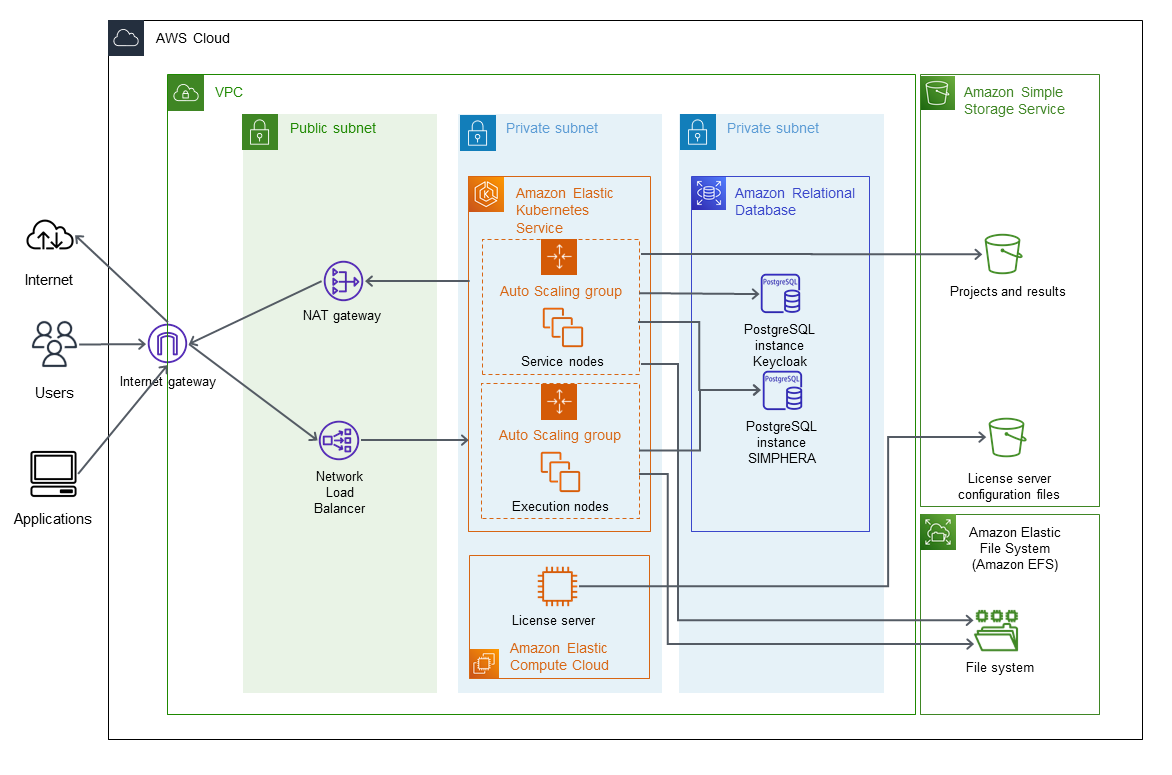 AWS Cloud
VPC
Amazon Simple
Storage Service
Public subnet
Private subnet
Private subnet
Amazon Elastic
Kubernetes
Service
Amazon Relational
Database
Internet
Users
Applications
Internet gateway
NAT gateway
Network
Load
Balancer
Auto Scaling group
Service nodes
Auto Scaling group
Execution nodes
PostgreSQL
PostgreSQL
instance
Keycloak
PostgreSQL
PostgreSQL
instance
SIMPHERA
Projects and results
License server
configuration files
License server
Amazon Elastic
Compute Cloud
Amazon Elastic
File System
(Amazon EFS)
File system